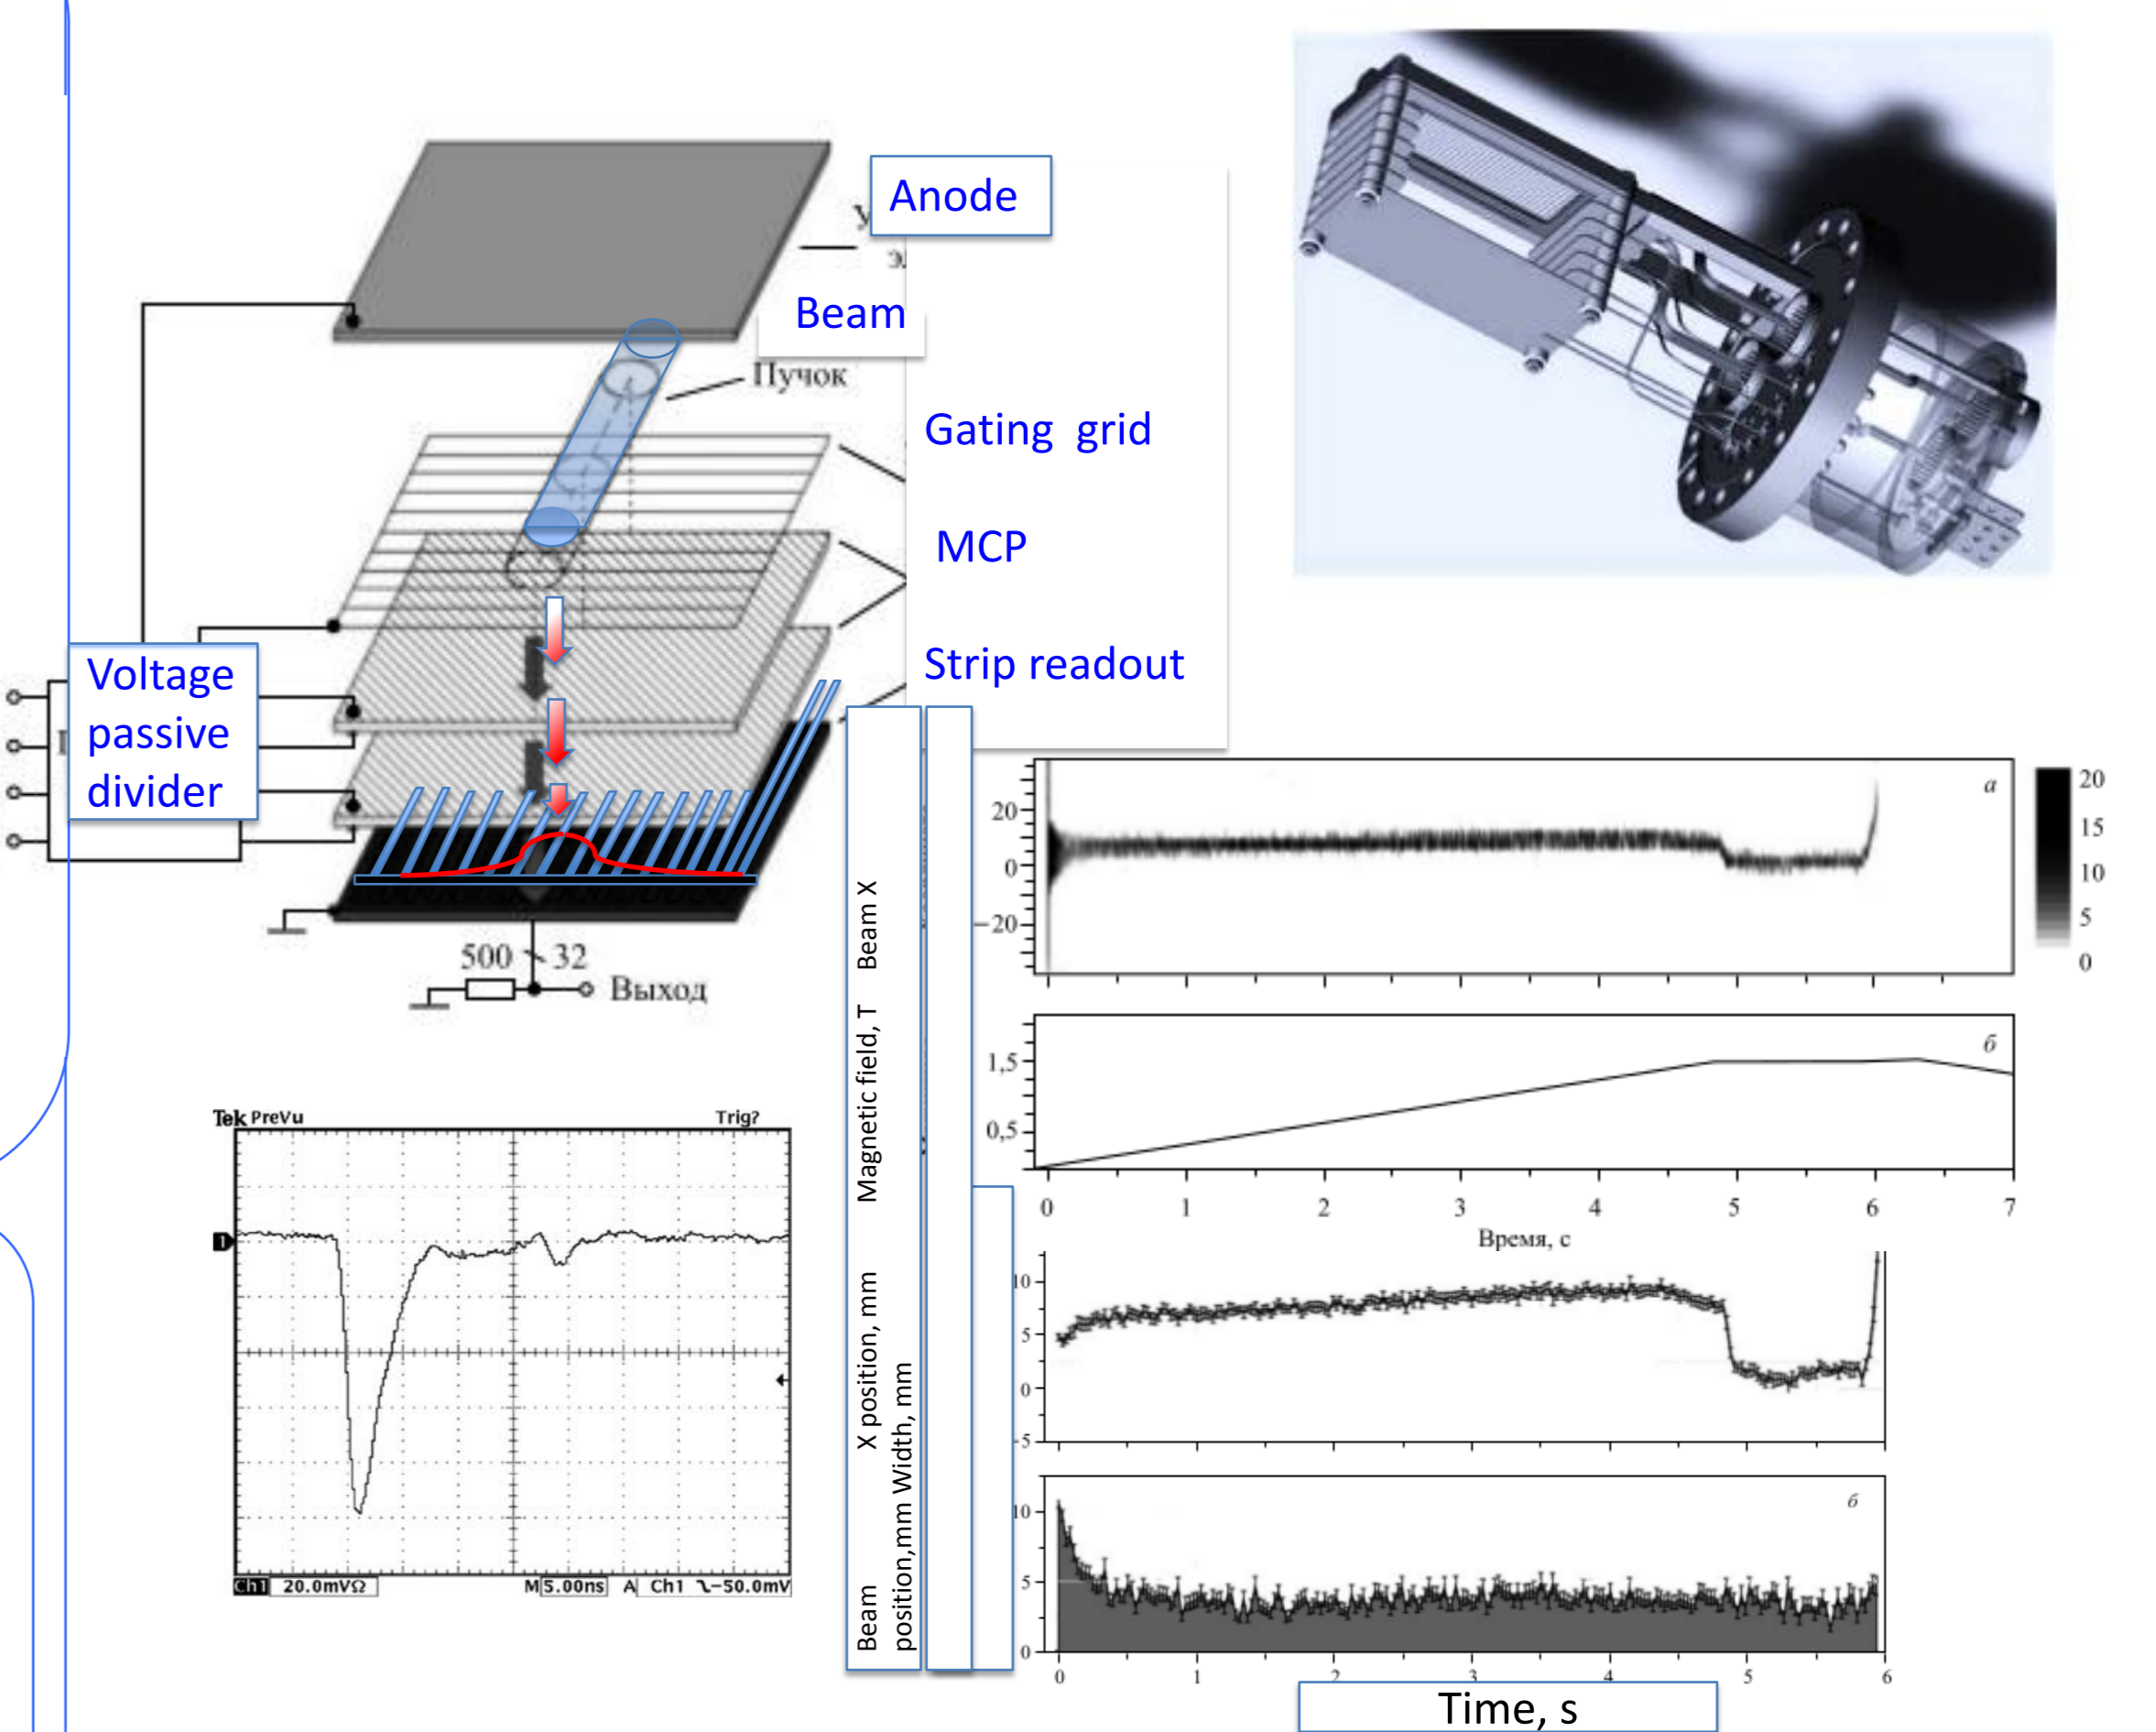 Anode
Beam
Пучок
Gating grid
MCP
Strip readout
Voltage
passive
divider
500
32
Выход
Tek PreVu
Trig?
1
Ch1 20.0mVΩ M 5.00ns A Ch1 -50.0mV
Beam X
Magnetic field, T
X position, mm
Beam
position,mm Width, mm
20
0
−20
а
20
15
10
5
0
1,5
0,5
б
0 1 2 3 4 5 6 7
Время, с
10
5
0
-5
10
5
0
б
0 1 2 3 4 5 6
Time, s